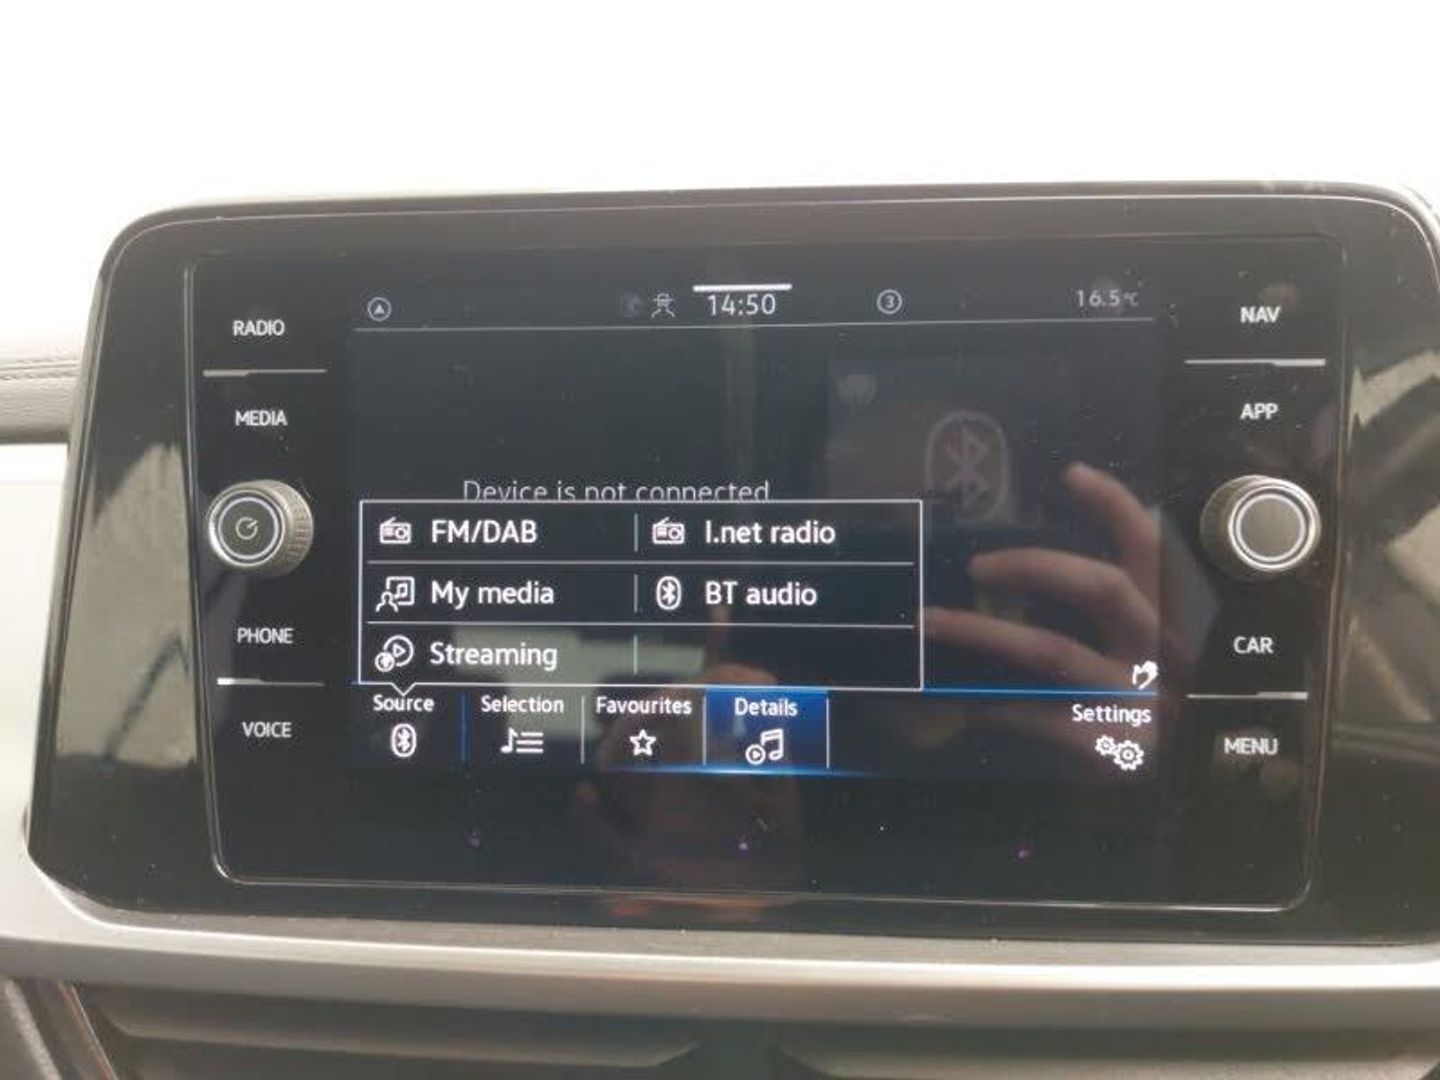 14:50
3
16.5°C
RADIO
NAV
MEDIA
APP
Device is not connected
FM/DAB
I.net radio
My media
BT audio
Streaming
PHONE
CAR
Source
Selection
Favourites
Details
Settings
VOICE
MENU